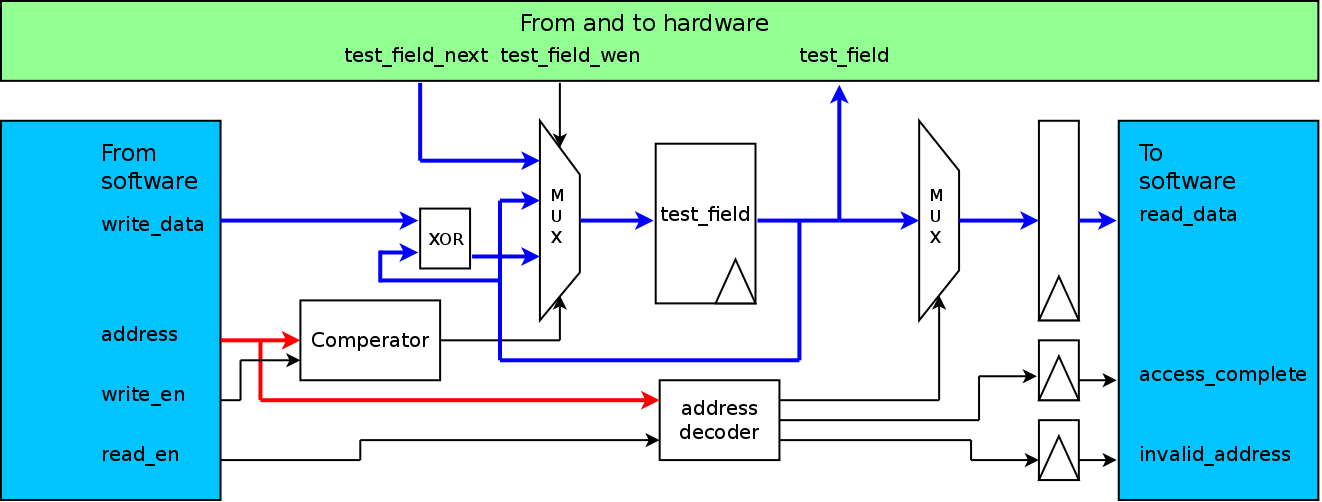 From and to hardware
test_field_next test_field_wen test_field
From
software
write_data
XOR
M
U
X
test_field
M
U
X
To
software
read_data
address
Comperator
write_en
read_en
address
decoder
access_complete
invalid_address